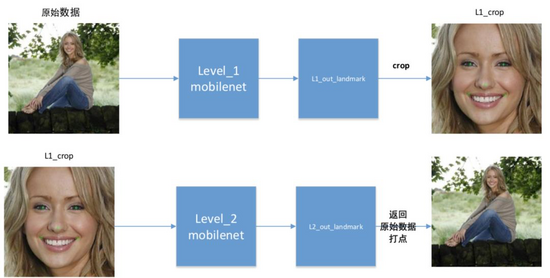 原始数据
L1_crop
Level_1
mobilenet
L1_out_landmark
crop
L1_crop
Level_2
mobilenet
L2_out_landmark
返回
原始数据
打点